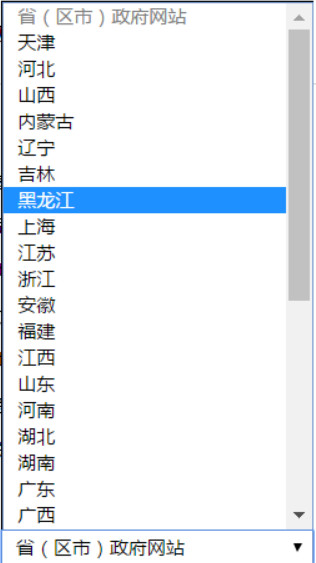 省（区市）政府网站
天津
河北
山西
内蒙古
辽宁
吉林
黑龙江
上海
江苏
浙江
安徽
福建
江西
山东
河南
湖北
湖南
广东
广西
省（区市）政府网站